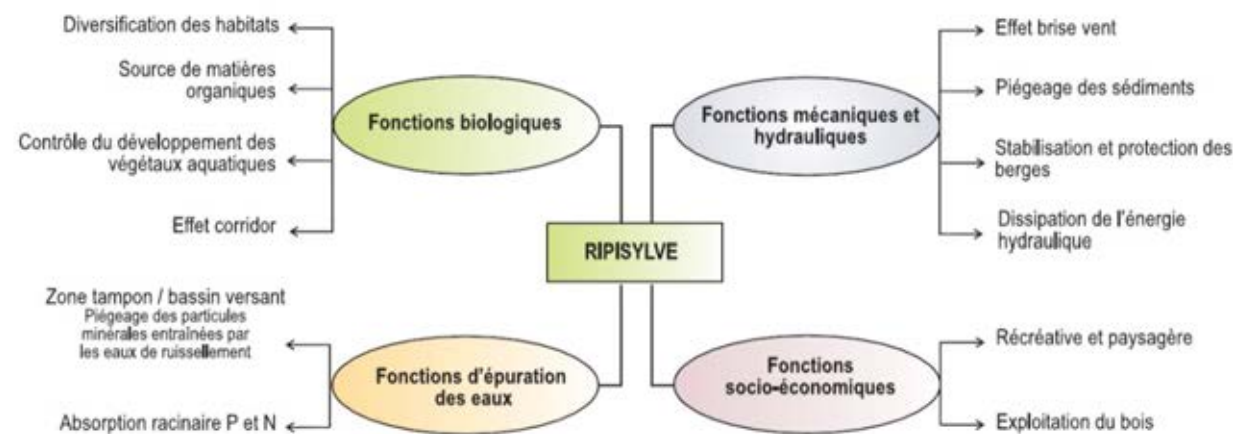 Diversification des habitats
Source de matières
organiques
Contrôle du développement des
végétaux aquatiques
Effet corridor
Fonctions biologiques
Fonctions mécaniques et
hydrauliques
Effet brise vent
Piégeage des sédiments
Stabilisation et protection des
berges
Dissipation de l'énergie
hydraulique
RIPISYLVE
Zone tampon / bassin versant
Piégeage des particules
minérales entraînées par
les eaux de ruissellement
Absorption racinaire P et N
Fonctions d'épuration
des eaux
Fonctions
socio-économiques
Récréative et paysagère
Exploitation du bois